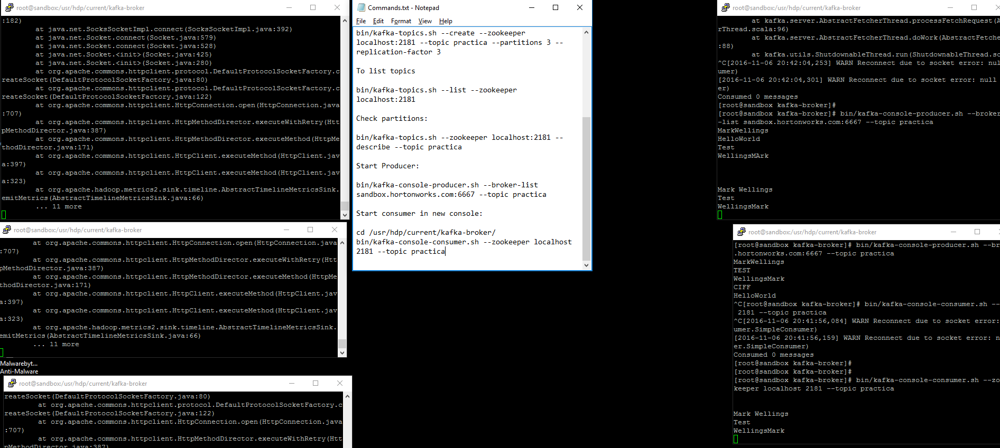 root@sandbox:/usr/hdp/current/kafka-broker
:182)
at java.net.SocksSocketImpl.connect(SocksSocketImpl.java:392)
at java.net.Socket.connect(Socket.java:579)
at java.net.Socket.connect(Socket.java:528)
at java.net.Socket.<init>(Socket.java:425)
at java.net.Socket.<init>(Socket.java:280)
at org.apache.commons.httpclient.protocol.DefaultProtocolSocketFactory.c
reateSocket(DefaultProtocolSocketFactory.java:80)
at org.apache.commons.httpclient.protocol.DefaultProtocolSocketFactory.c
reateSocket(DefaultProtocolSocketFactory.java:122)
at org.apache.commons.httpclient.HttpConnection.open(HttpConnection.java
:707)
at org.apache.commons.httpclient.HttpMethodDirector.executeWithRetry(Htt
pMethodDirector.java:387)
at org.apache.commons.httpclient.HttpMethodDirector.executeMethod(HttpMe
thodDirector.java:171)
at org.apache.commons.httpclient.HttpClient.executeMethod(HttpClient.jav
a:397)
at org.apache.commons.httpclient.HttpClient.executeMethod(HttpClient.jav
a:323)
at org.apache.hadoop.metrics2.sink.timeline.AbstractTimelineMetricsSink.
emitMetrics(AbstractTimelineMetricsSink.java:66)
... 11 more
root@sandbox:/usr/hdp/current/kafka-broker
at org.apache.commons.httpclient.HttpConnection.open(HttpConnection.java
:707)
at org.apache.commons.httpclient.HttpMethodDirector.executeWithRetry(Htt
pMethodDirector.java:387)
at org.apache.commons.httpclient.HttpMethodDirector.executeMethod(HttpMe
thodDirector.java:171)
at org.apache.commons.httpclient.HttpClient.executeMethod(HttpClient.jav
a:397)
at org.apache.commons.httpclient.HttpClient.executeMethod(HttpClient.jav
a:323)
at org.apache.hadoop.metrics2.sink.timeline.AbstractTimelineMetricsSink.
emitMetrics(AbstractTimelineMetricsSink.java:66)
... 11 more
Malwarebyt...
Anti-Malware
root@sandbox:/usr/hdp/current/kafka-broker
reateSocket(DefaultProtocolSocketFactory.java:80)
at org.apache.commons.httpclient.protocol.DefaultProtocolSocketFactory.c
reateSocket(DefaultProtocolSocketFactory.java:122)
at org.apache.commons.httpclient.HttpConnection.open(HttpConnection.java
:707)
at org.apache.commons.httpclient.HttpMethodDirector.executeWithRetry(Htt
pMethodDirector.java:387)
Commands.txt - Notepad
File Edit Format View Help
bin/kafka-topics.sh --create --zookeeper
localhost:2181 --topic practica --partitions 3 --
replication-factor 3
To list topics
bin/kafka-topics.sh --list --zookeeper
localhost:2181
Check partitions:
bin/kafka-topics.sh --zookeeper localhost:2181 --
describe --topic practica
Start Producer:
bin/kafka-console-producer.sh --broker-list
sandbox.hortonworks.com:6667 --topic practica
Start consumer in new console:
cd /usr/hdp/current/kafka-broker/
bin/kafka-console-consumer.sh --zookeeper localhost
2181 --topic practica
root@sandbox:/usr/hdp/current/kafka-broker
at kafka.server.AbstractFetcherThread.processFetchRequest(A
rThread.scala:96)
at kafka.server.AbstractFetcherThread.doWork(AbstractFetche
:88)
at kafka.utils.ShutdownableThread.run(ShutdownableThread.sc
^C[2016-11-06 20:42:04,253] WARN Reconnect due to socket error: nul
umer)
[2016-11-06 20:42:04,301] WARN Reconnect due to socket error: null
er)
Consumed 0 messages
[root@sandbox kafka-broker]#
[root@sandbox kafka-broker]# bin/kafka-console-producer.sh --broker
-list sandbox.hortonworks.com:6667 --topic practica
MarkWellings
HelloWorld
Test
WellingsMArk
Mark Wellings
Test
WellingsMark
root@sandbox:/usr/hdp/current/kafka-broker
[root@sandbox kafka-broker]# bin/kafka-console-producer.sh --br
.hortonworks.com:6667 --topic practica
MarkWellings
TEST
WellingsMark
CIFF
HelloWorld
^C[root@sandbox kafka-broker]# bin/kafka-console-consumer.sh --
2181 --topic practica
^C[2016-11-06 20:41:56,084] WARN Reconnect due to socket error:
umer.SimpleConsumer)
[2016-11-06 20:41:56,159] WARN Reconnect due to socket error: n
er.SimpleConsumer)
Consumed 0 messages
[root@sandbox kafka-broker]#
[root@sandbox kafka-broker]#
[root@sandbox kafka-broker]# bin/kafka-console-consumer.sh --zo
keeper localhost 2181 --topic practica
Mark Wellings
Test
WellingsMark